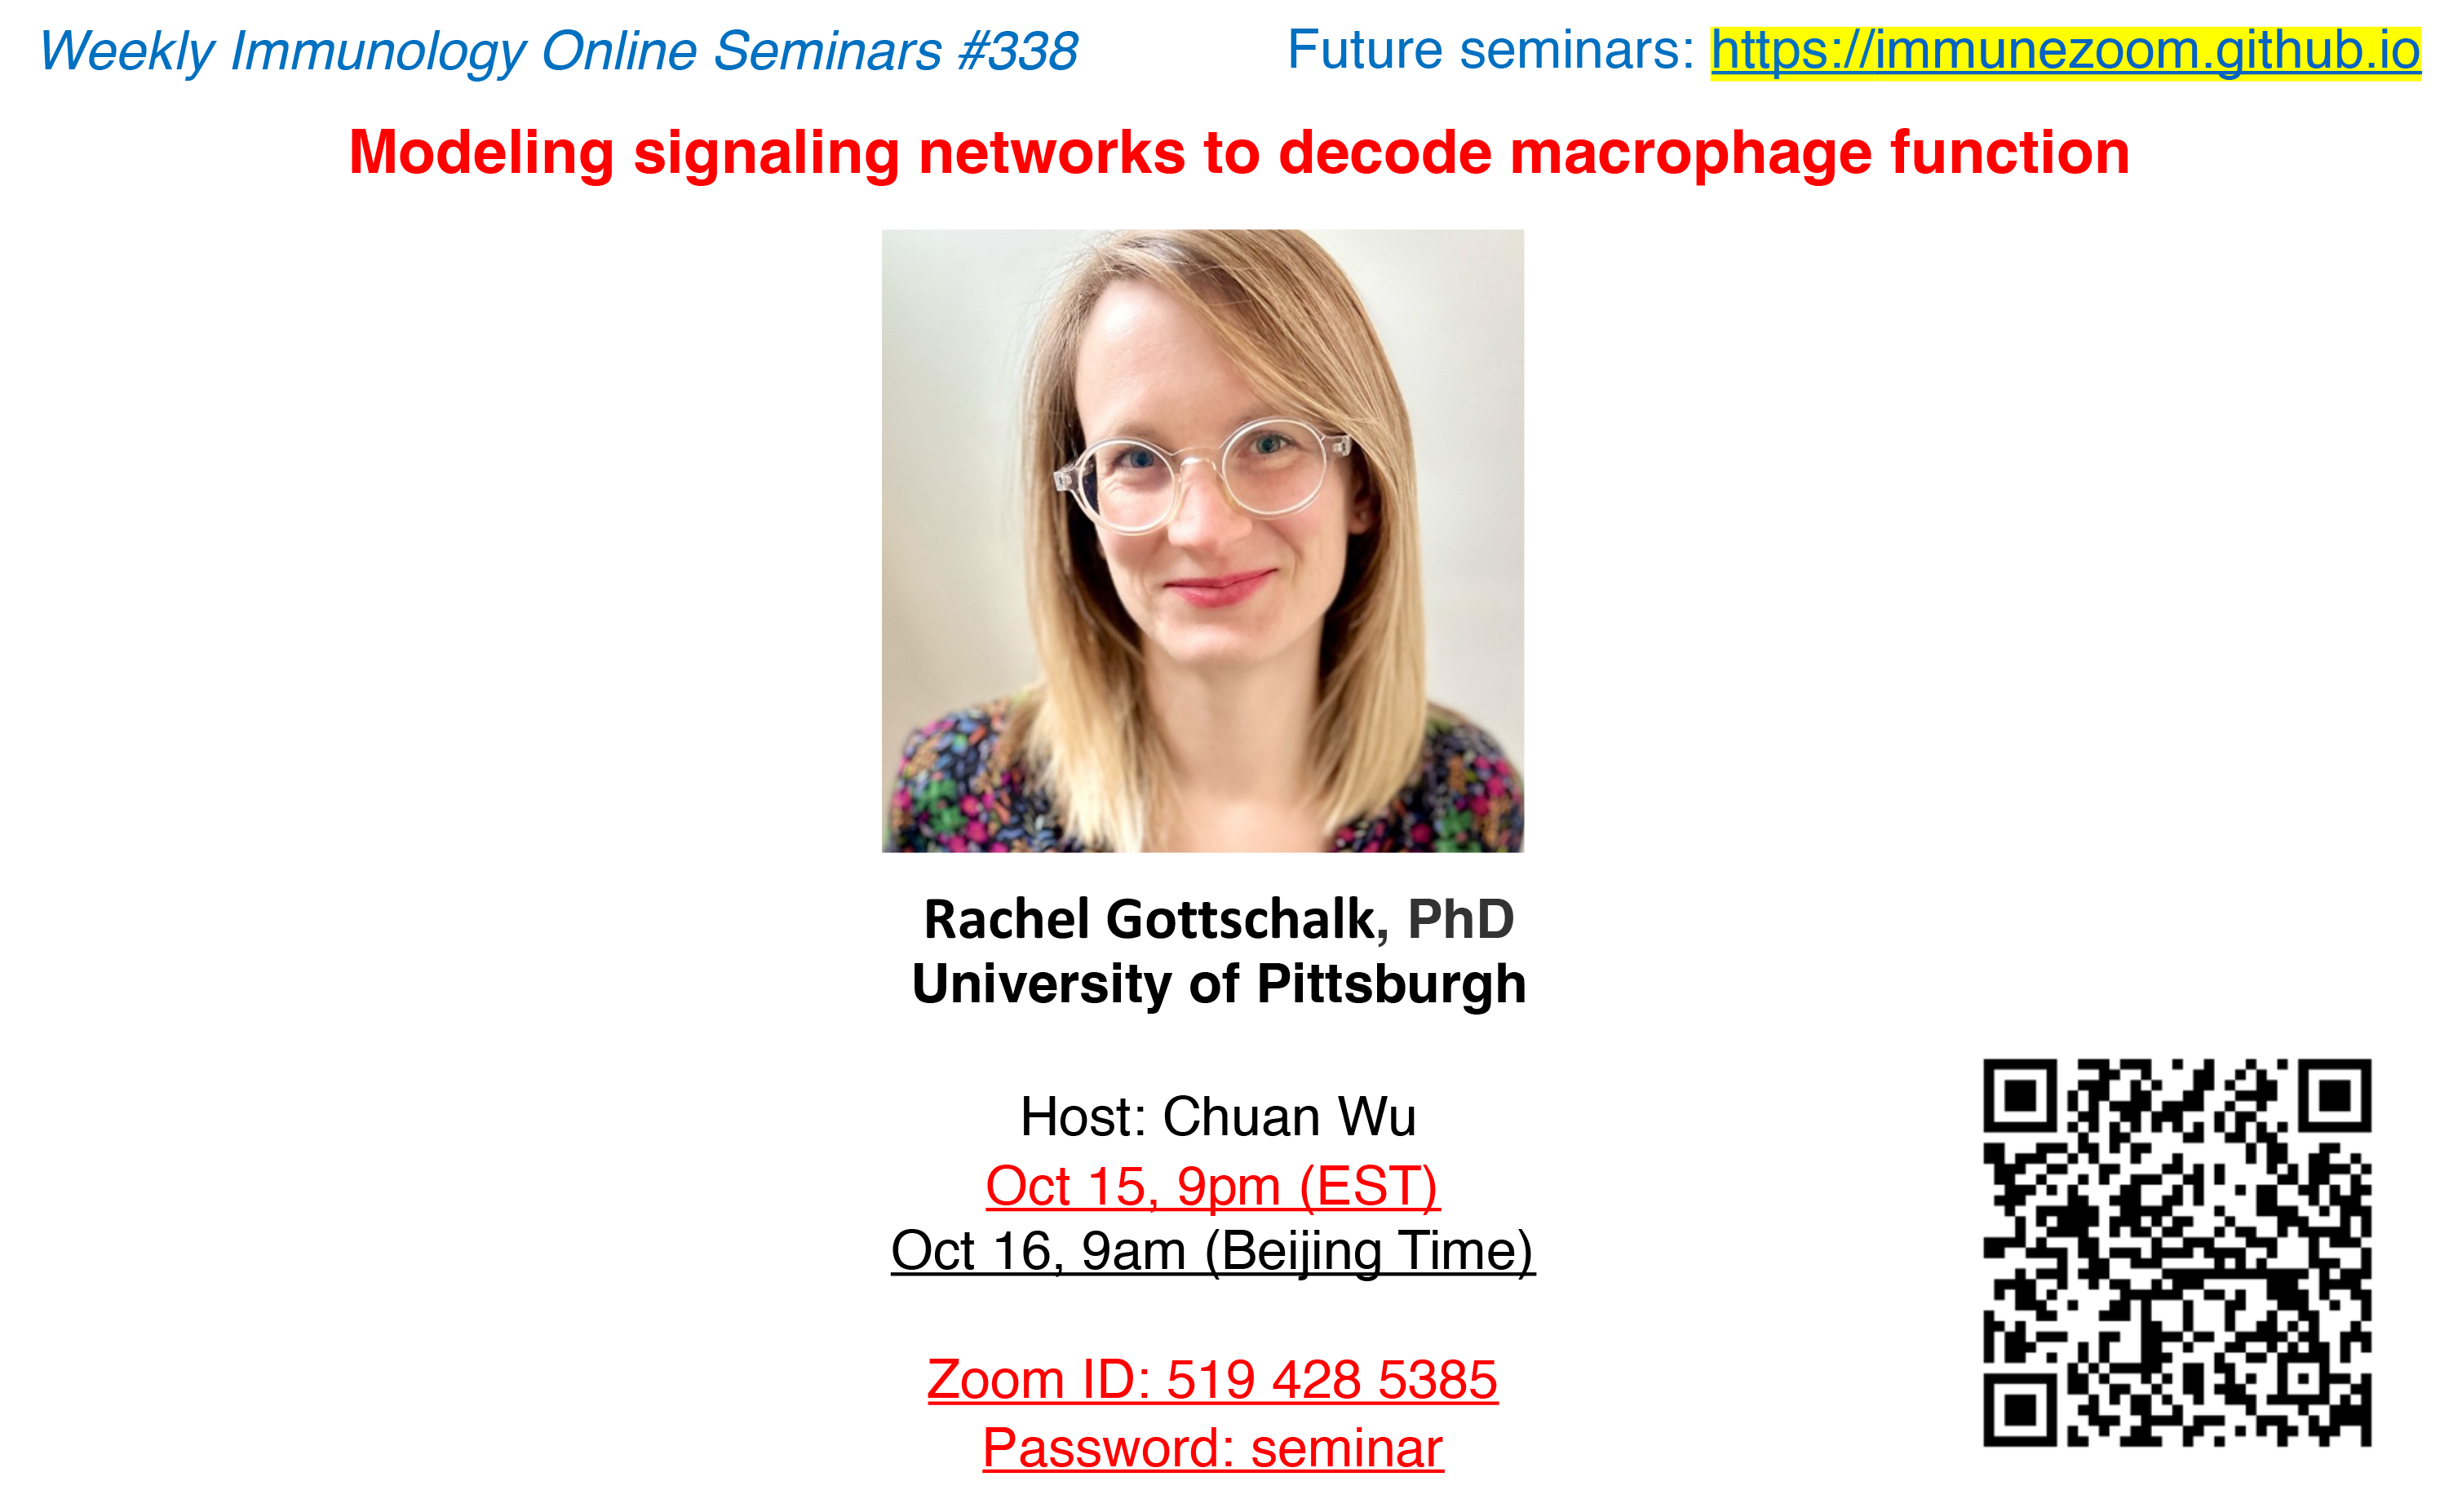 Weekly Immunology Online Seminars #338
Future seminars: https://immunezoom.github.io
Modeling signaling networks to decode macrophage function
Rachel Gottschalk, PhD
University of Pittsburgh
Host: Chuan Wu
Oct 15, 9pm (EST)
Oct 16, 9am (Beijing Time)
Zoom ID: 519 428 5385
Password: seminar